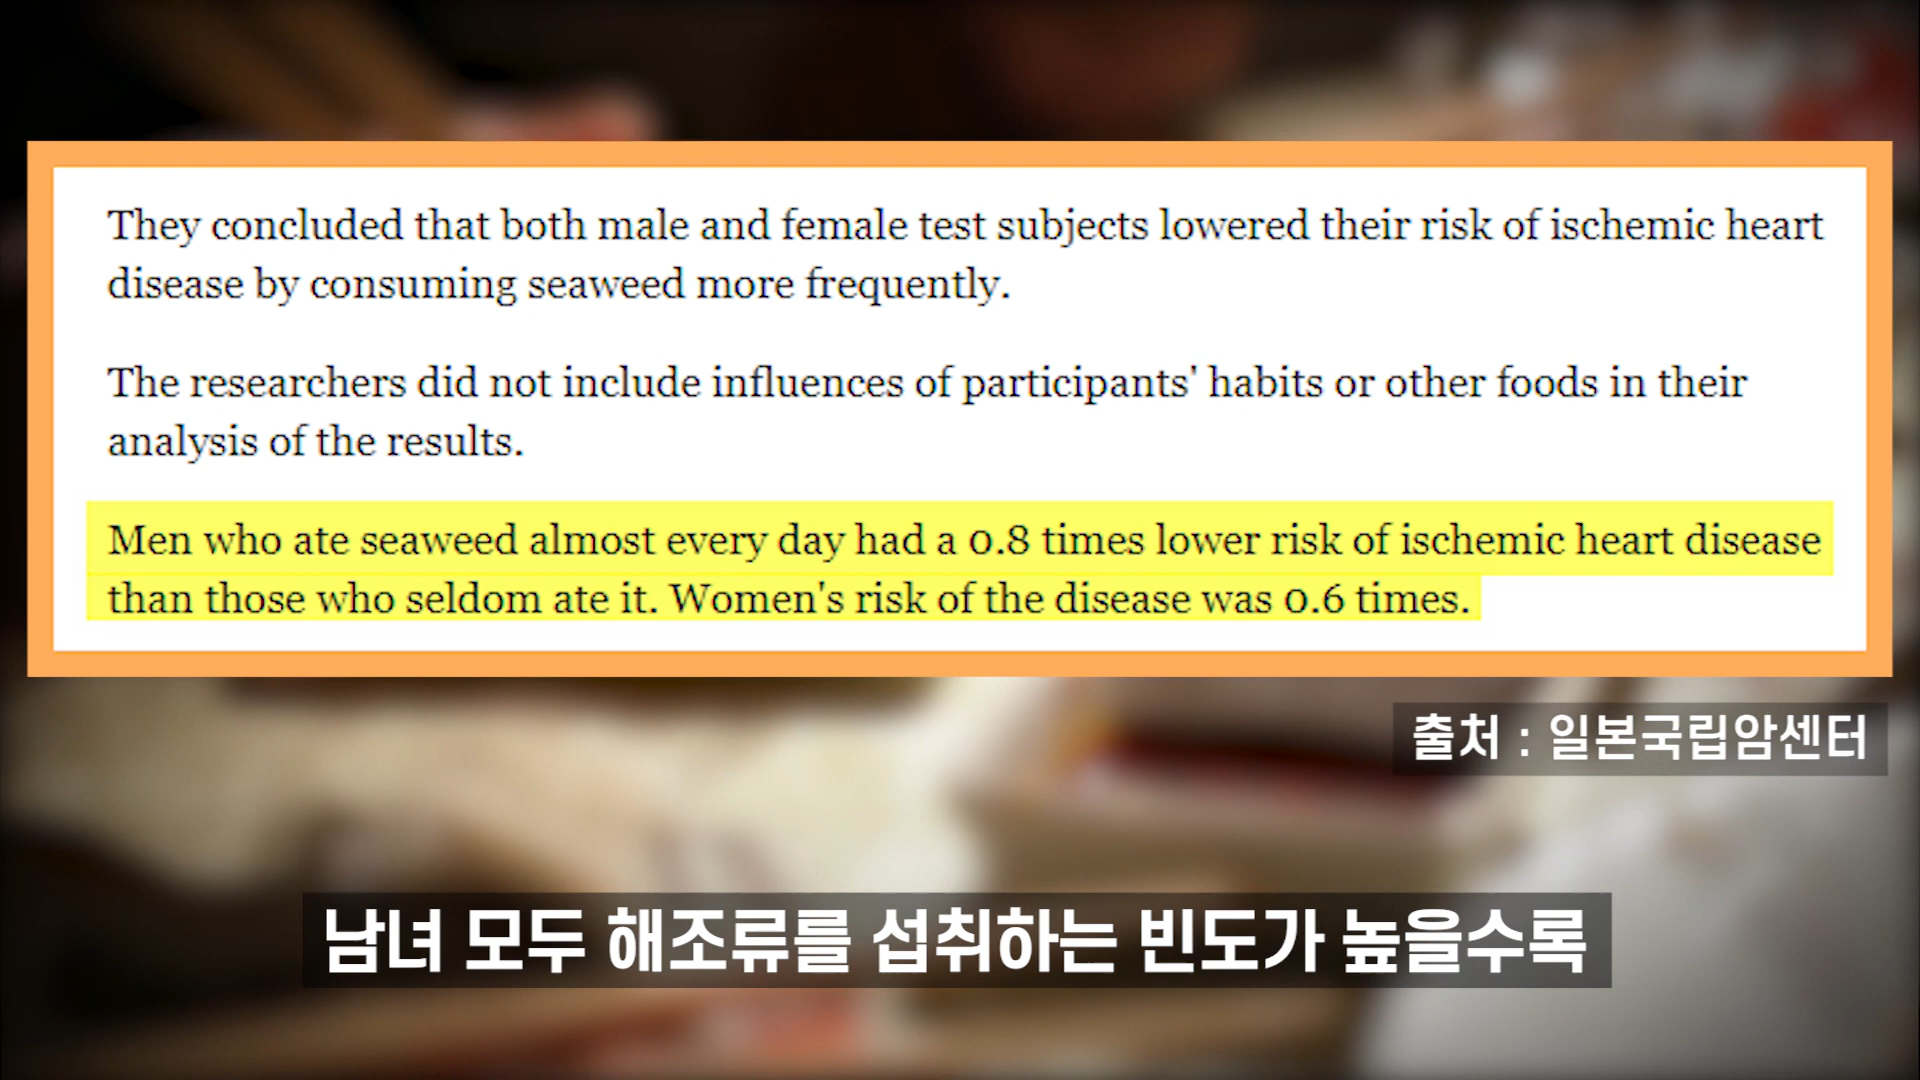 They concluded that both male and female test subjects lowered their risk of ischemic heart
disease by consuming seaweed more frequently.
The researchers did not include influences of participants' habits or other foods in their
analysis of the results.
Men who ate seaweed almost every day had a 0.8 times lower risk of ischemic heart disease
than those who seldom ate it. Women's risk of the disease was 0.6 times.
출처 : 일본국립암센터
남녀 모두 해조류를 섭취하는 빈도가 높을수록